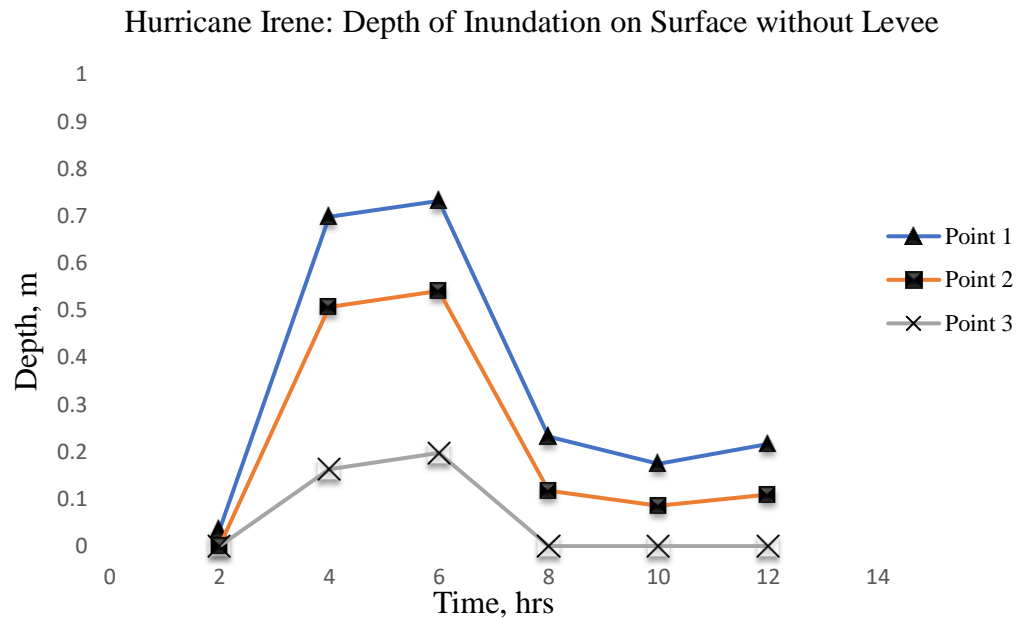 Hurricane Irene: Depth of Inundation on Surface without Levee
1
0.9
0.8
0.7
0.6
0.5
0.4
0.3
0.2
0.1
0
Depth, m
0 2 4 6 8 10 12 14
Time, hrs
Point 1
Point 2
Point 3